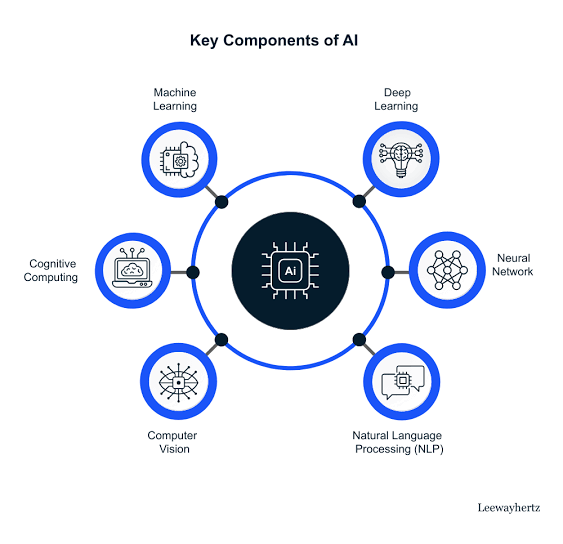 Key Components of AI
Machine
Learning
Deep
Learning
Cognitive
Computing
Ai
Neural
Network
Computer
Vision
Natural Language
Processing (NLP)
Leewayhertz